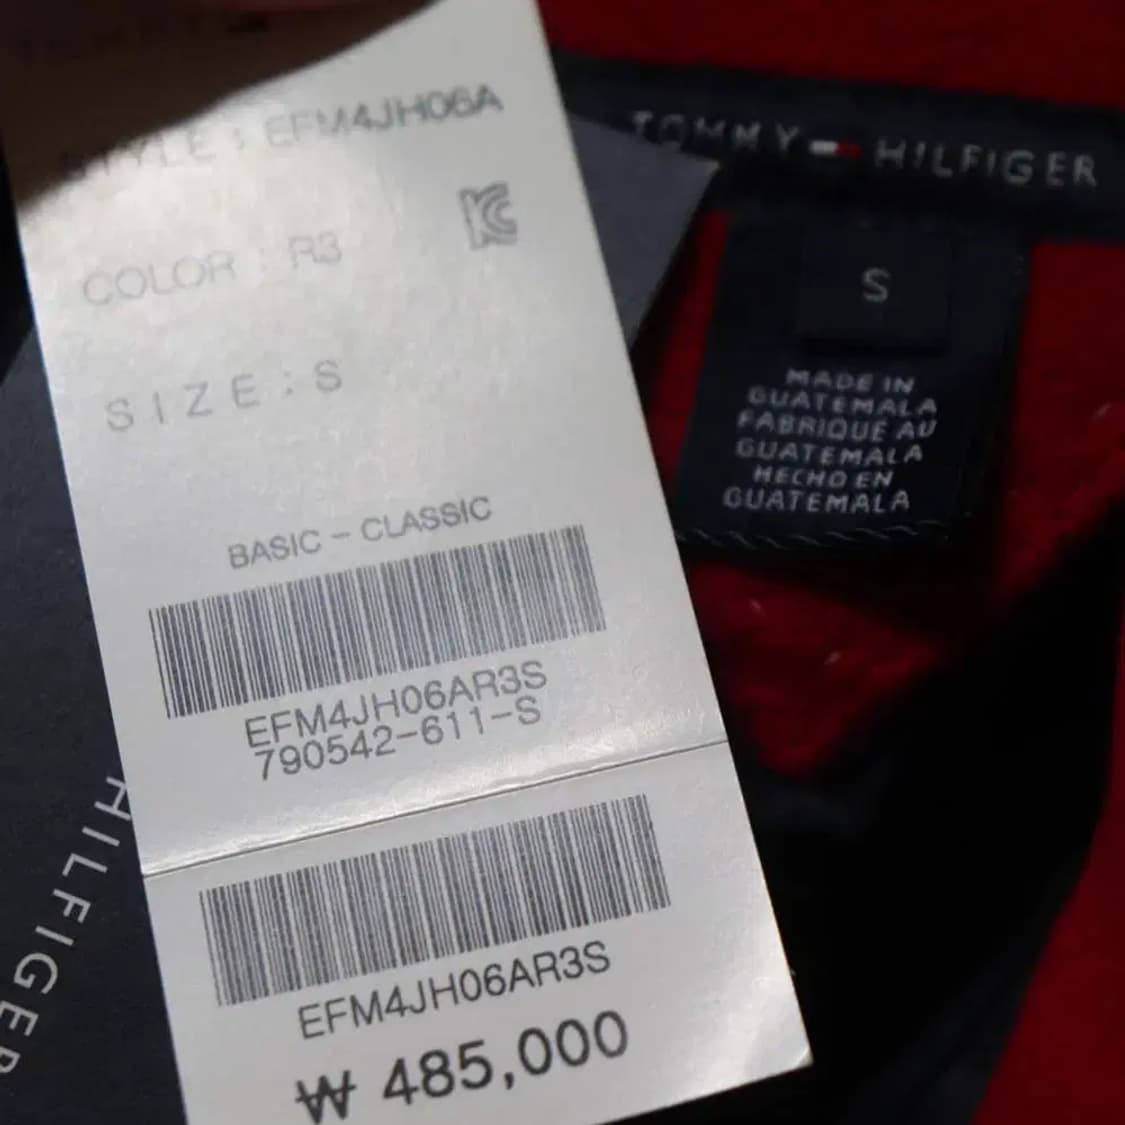 STYLE : EFM4JH06A
COLOR : R3
SIZE : S
BASIC - CLASSIC
EFM4JH06AR3S
790542-611-S
EFM4JH06AR3S
₩ 485,000
HILFIGER
TOMMY HILFIGER
S
MADE IN
GUATEMALA
FABRIQUÉ AU
GUATEMALA
HECHO EN
GUATEMALA